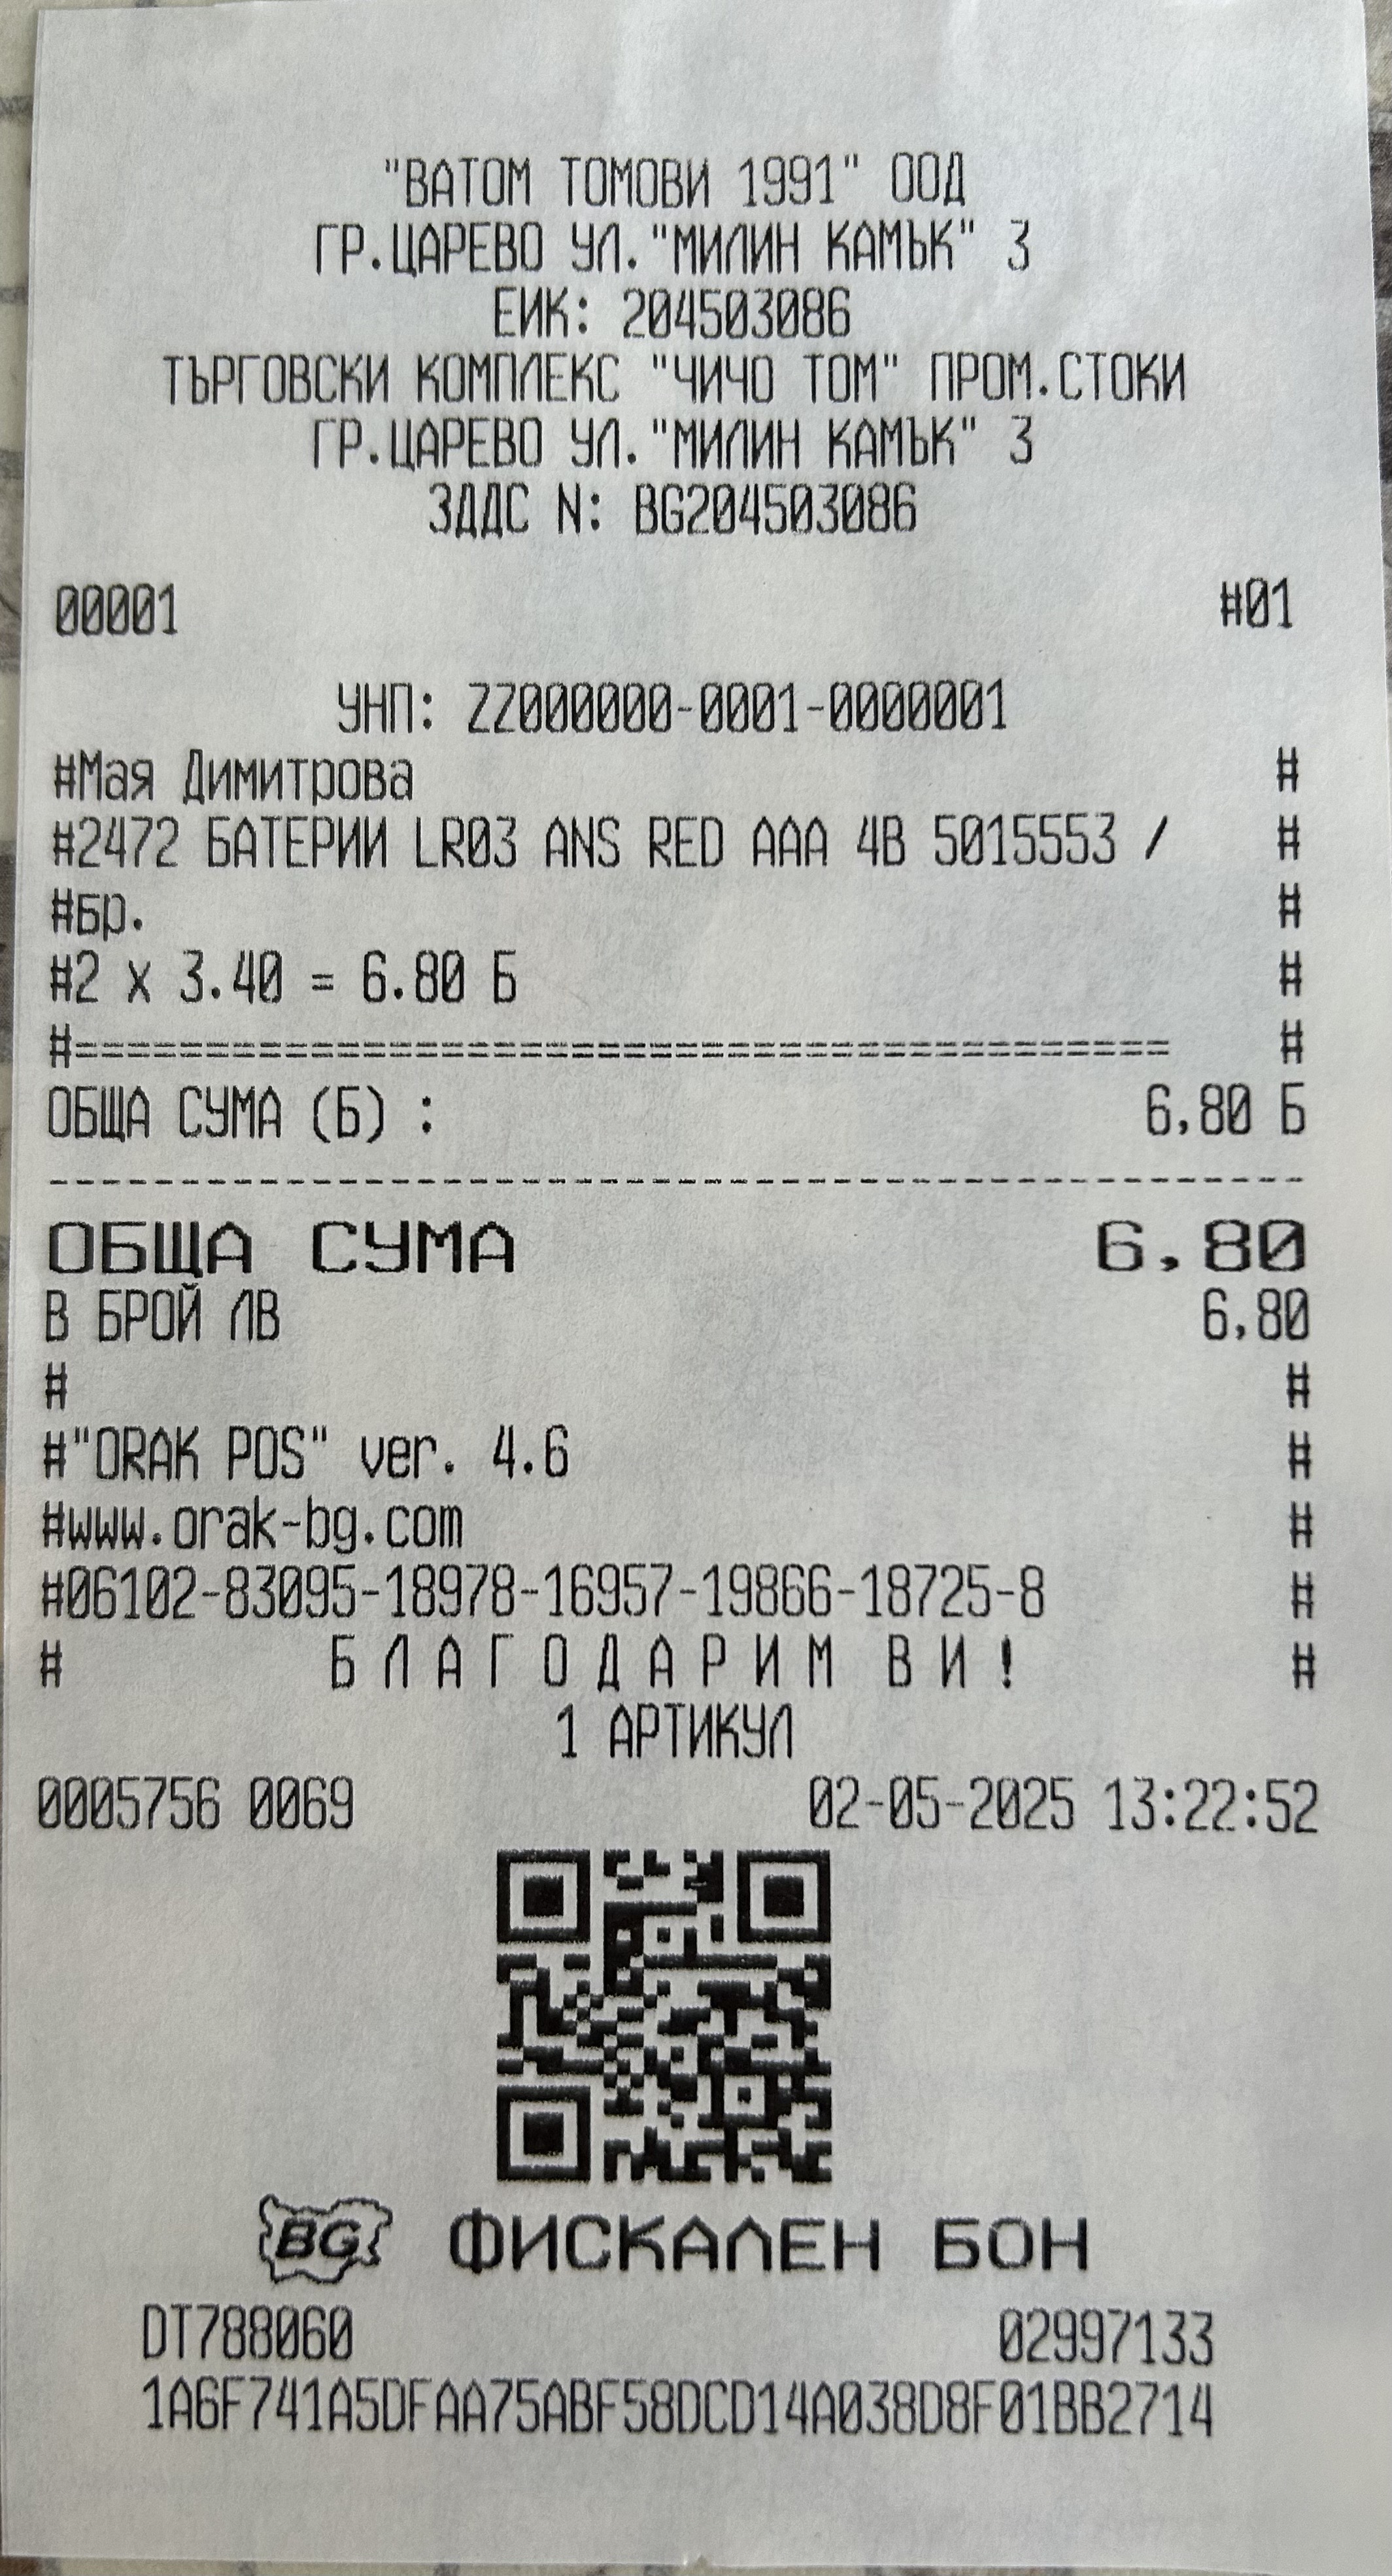 "ВАТОМ ТОМОВИ 1991" ООД
ГР.ЦАРЕВО УЛ."МИЛИН КАМЪК" 3
ЕИК: 204503086
ТЪРГОВСКИ КОМПЛЕКС "ЧИЧО ТОМ" ПРОМ.СТОКИ
ГР.ЦАРЕВО УЛ."МИЛИН КАМЪК" 3
ЗДДС N: BG204503086
00001 #01
УНП: ZZ000000-0001-0000001
#Мая Димитрова #
#2472 БАТЕРИИ LR03 ANS RED AAA 4B 5015553 / #
#бр. #
#2 x 3.40 = 6.80 Б #
#========================================== #
ОБЩА СУМА (Б) : 6,80 Б
------------------------------------------------
ОБЩА СУМА 6,80
В БРОЙ ЛВ 6,80
# #
#"ORAK POS" ver. 4.6 #
#www.orak-bg.com #
#06102-83095-18978-16957-19866-18725-8 #
# Б Л А Г О Д А Р И М В И ! #
1 АРТИКУЛ
0005756 0069 02-05-2025 13:22:52
BG ФИСКАЛЕН БОН
DT788060 02997133
1A6F741A5DFAA75ABF58DCD14A038D8F01BB2714